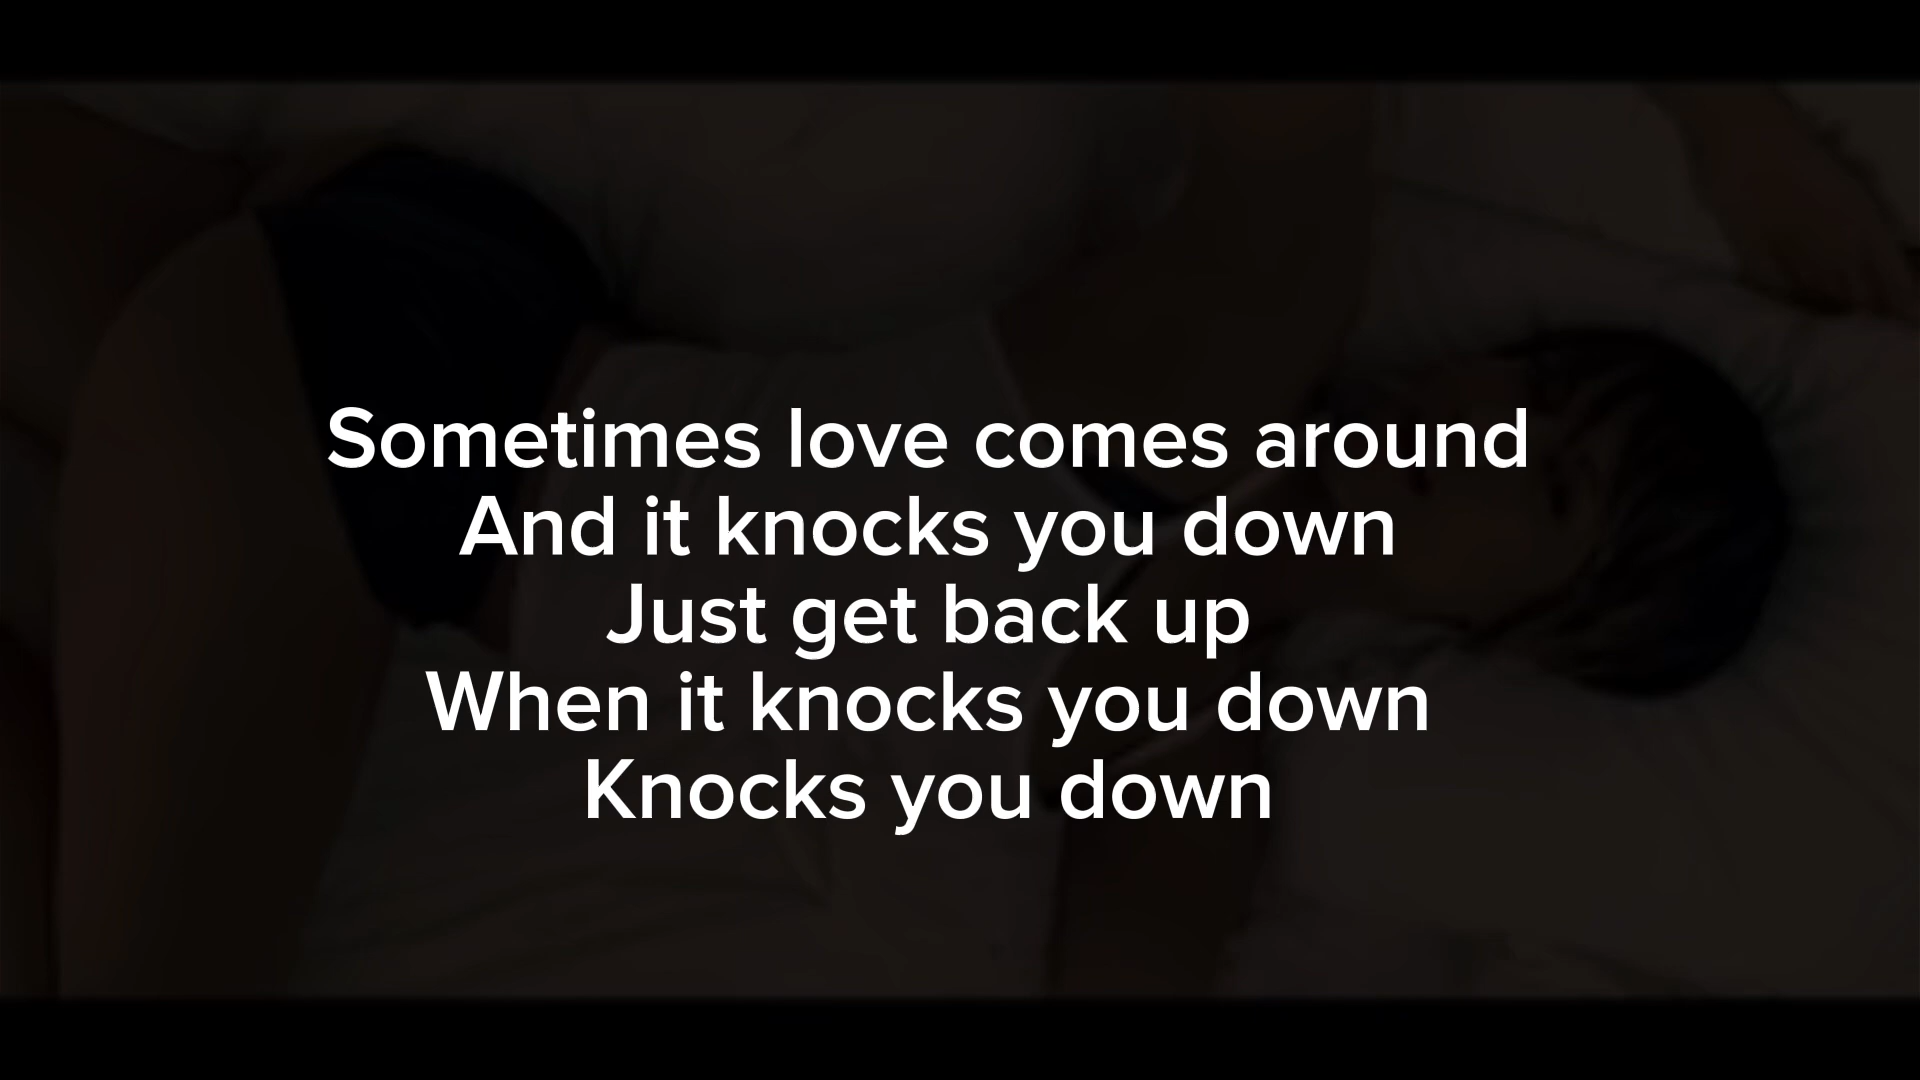 Sometimes love comes around
And it knocks you down
Just get back up
When it knocks you down
Knocks you down